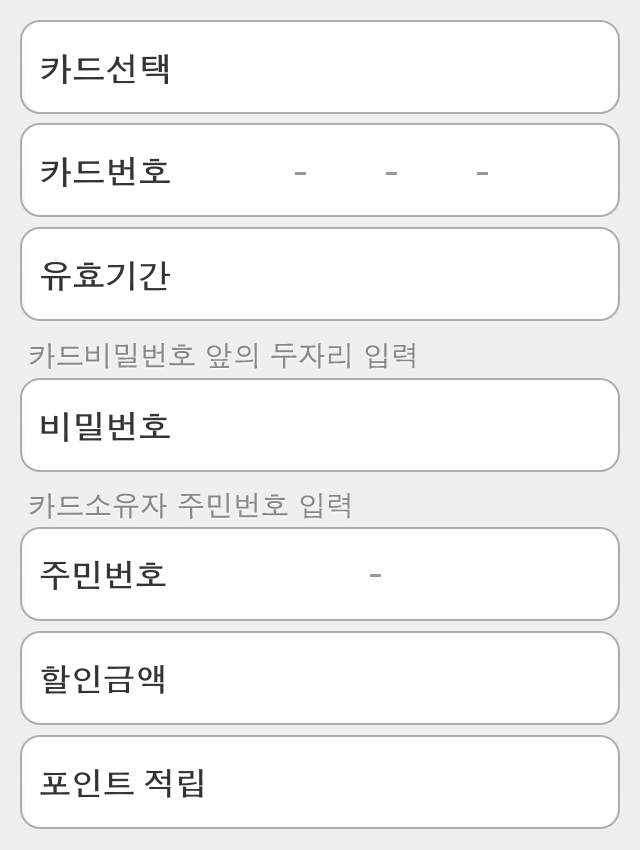 카드선택
카드번호 - - -
유효기간
카드비밀번호 앞의 두자리 입력
비밀번호
카드소유자 주민번호 입력
주민번호 -
할인금액
포인트 적립